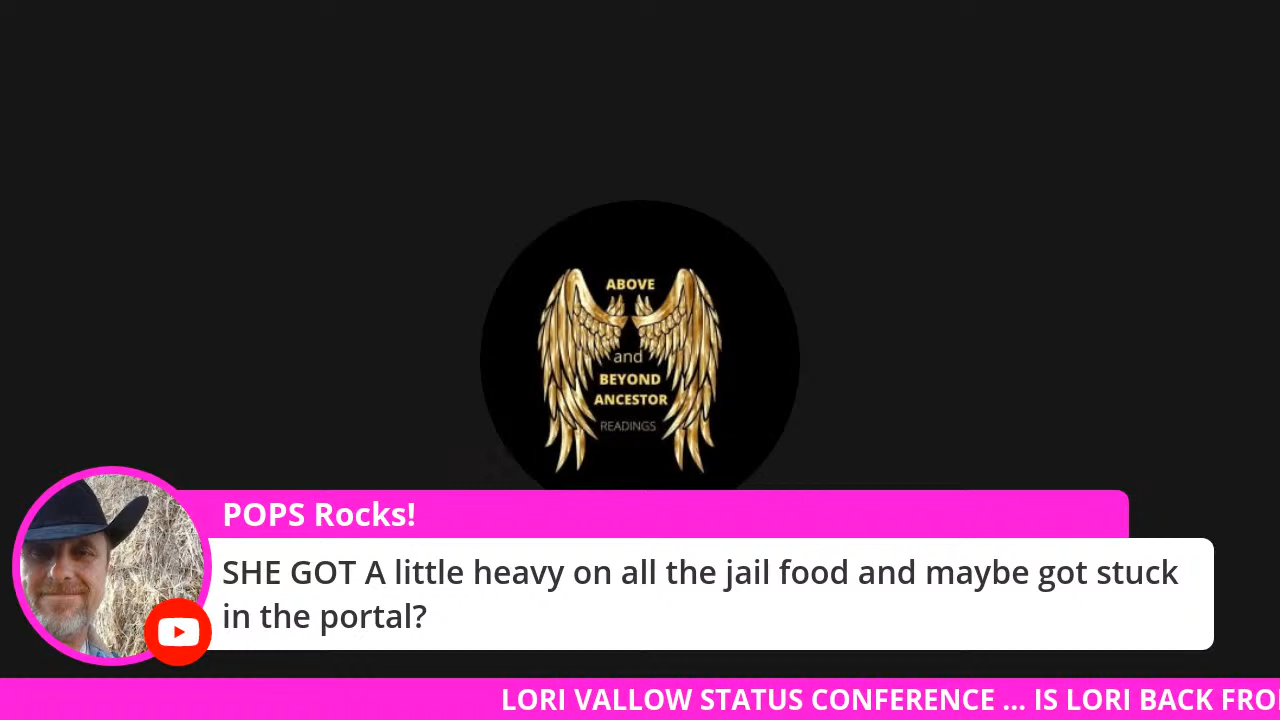 ABOVE
and
BEYOND
ANCESTOR
READINGS
POPS Rocks!
SHE GOT A little heavy on all the jail food and maybe got stuck
in the portal?
LORI VALLOW STATUS CONFERENCE ... IS LORI BACK FRO